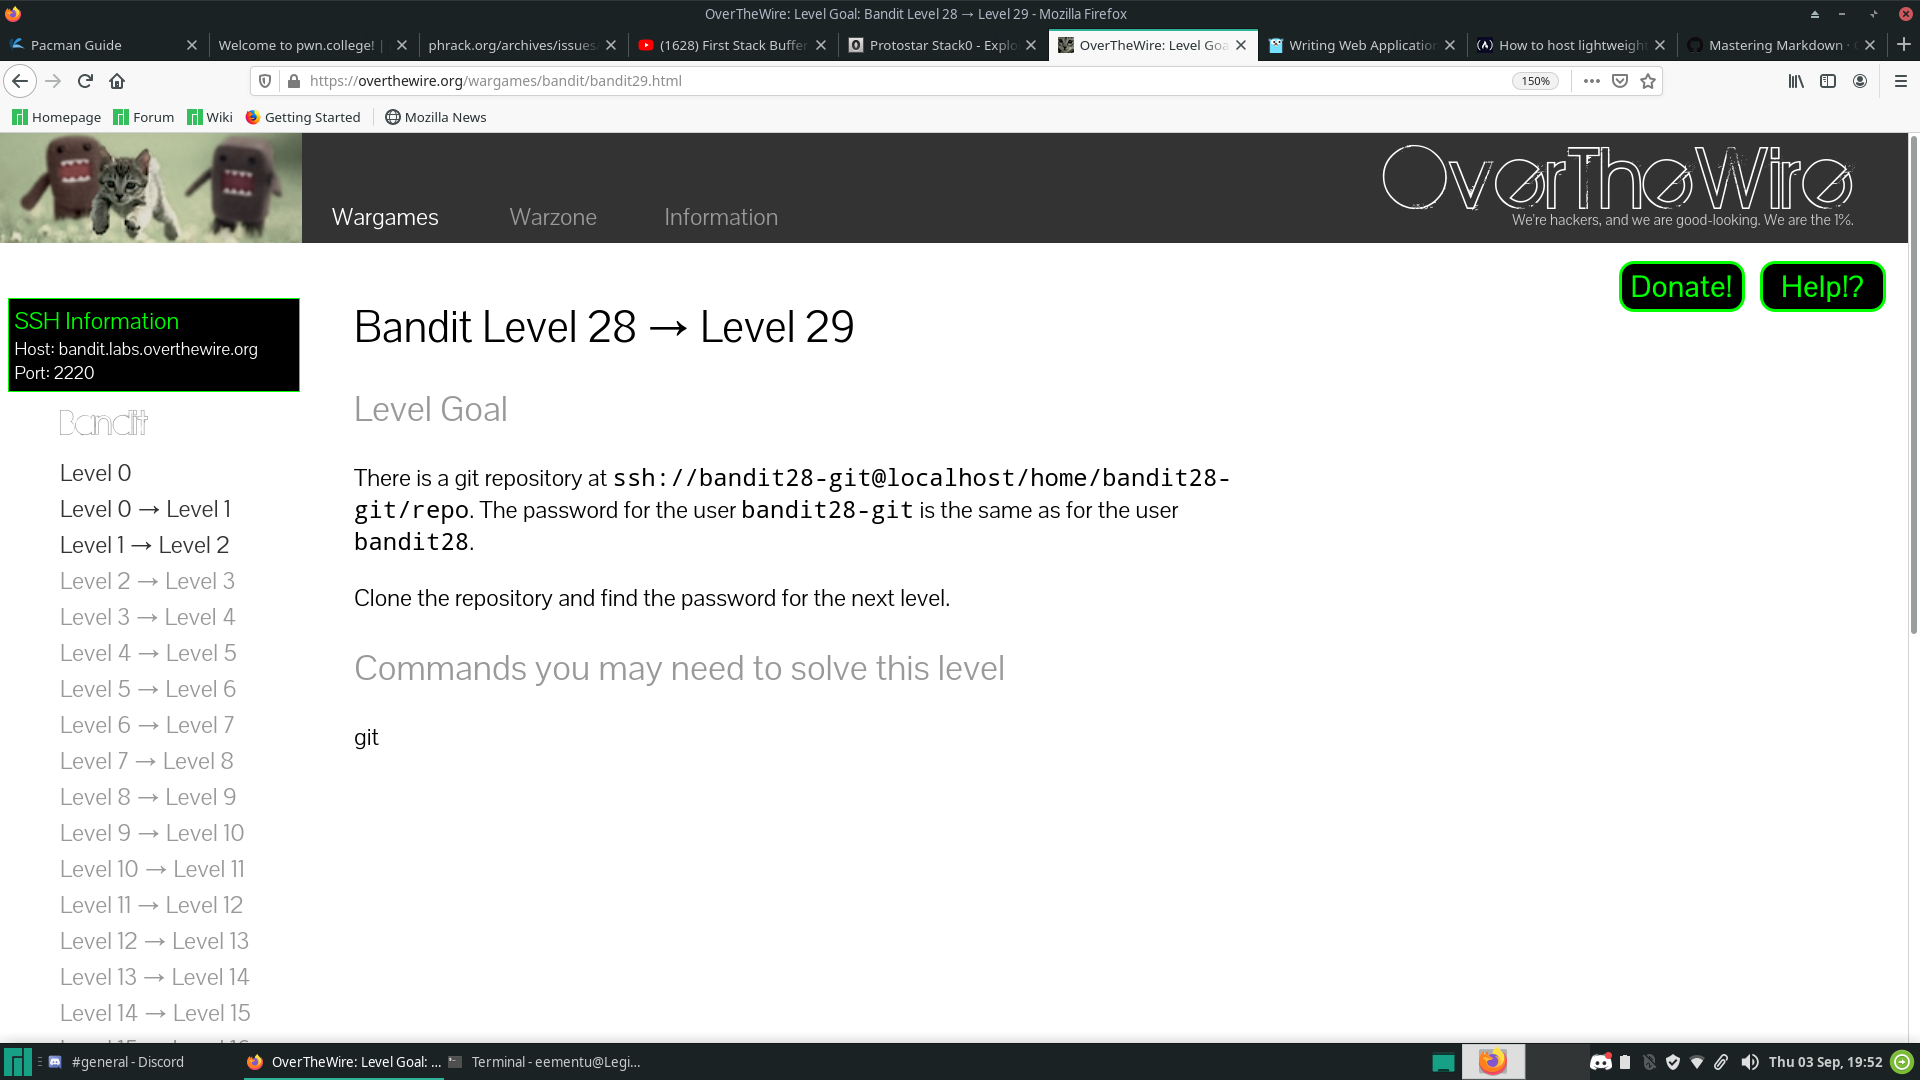 OverTheWire: Level Goal: Bandit Level 28 → Level 29 - Mozilla Firefox
Pacman Guide
Welcome to pwn.college! |
phrack.org/archives/issues/
(1628) First Stack Buffer
Protostar Stack0 - Explo
OverTheWire: Level Goa
Writing Web Application
How to host lightweight
Mastering Markdown ·
https://overthewire.org/wargames/bandit/bandit29.html
150%
Homepage
Forum
Wiki
Getting Started
Mozilla News
Wargames
Warzone
Information
OverTheWire
We're hackers, and we are good-looking. We are the 1%.
Donate!
Help!?
SSH Information
Host: bandit.labs.overthewire.org
Port: 2220
Bandit
Level 0
Level 0 → Level 1
Level 1 → Level 2
Level 2 → Level 3
Level 3 → Level 4
Level 4 → Level 5
Level 5 → Level 6
Level 6 → Level 7
Level 7 → Level 8
Level 8 → Level 9
Level 9 → Level 10
Level 10 → Level 11
Level 11 → Level 12
Level 12 → Level 13
Level 13 → Level 14
Level 14 → Level 15
Bandit Level 28 → Level 29
Level Goal
There is a git repository at ssh://bandit28-git@localhost/home/bandit28-
git/repo. The password for the user bandit28-git is the same as for the user
bandit28.
Clone the repository and find the password for the next level.
Commands you may need to solve this level
git
#general - Discord
OverTheWire: Level Goal: ...
Terminal - eementu@Legi...
Thu 03 Sep, 19:52